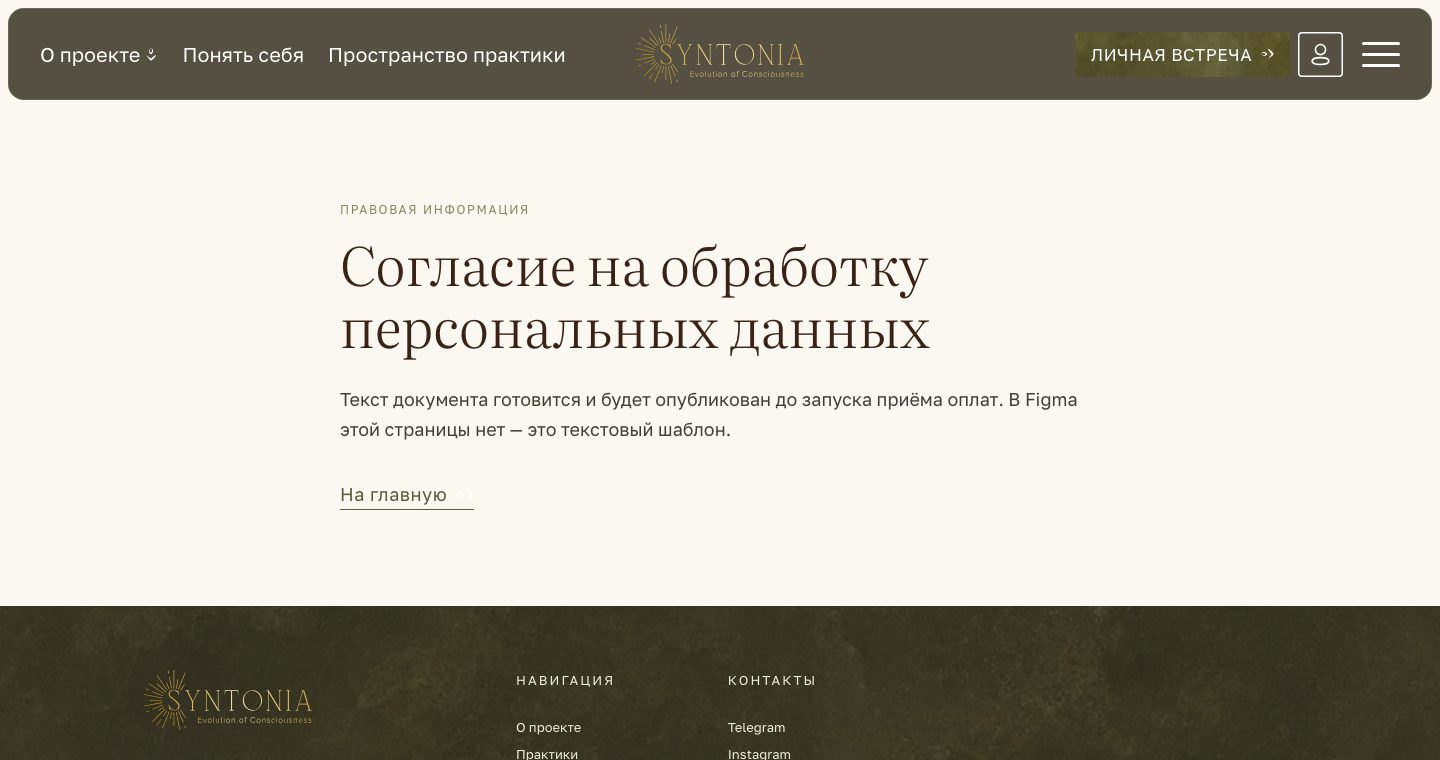 О проекте
Понять себя
Пространство практики
SYNTONIA
Evolution of Consciousness
ЛИЧНАЯ ВСТРЕЧА
ПРАВОВАЯ ИНФОРМАЦИЯ
Согласие на обработку
персональных данных
Текст документа готовится и будет опубликован до запуска приёма оплат. В Figma
этой страницы нет — это текстовый шаблон.
На главную
SYNTONIA
Evolution of Consciousness
НАВИГАЦИЯ
О проекте
Практики
КОНТАКТЫ
Telegram
Instagram